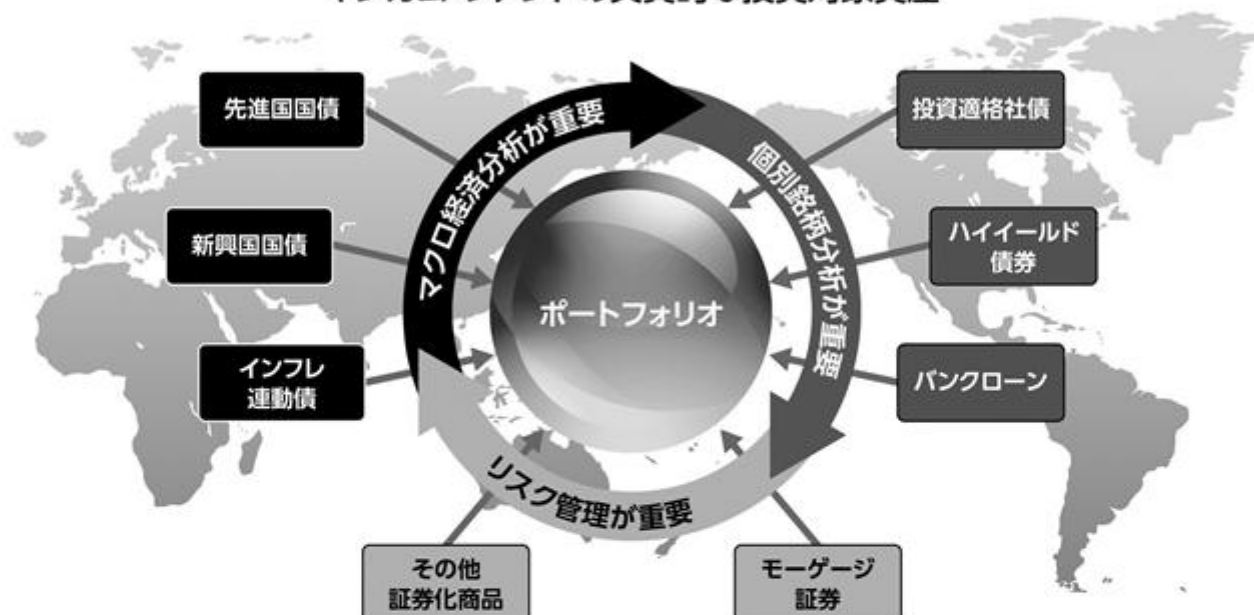 先進国国債
新興国国債
インフレ
連動債
マクロ経済分析が重要
ポートフォリオ
個別銘柄分析が重要
投資適格社債
ハイイールド
債券
バンクローン
リスク管理が重要
その他
証券化商品
モーゲージ
証券